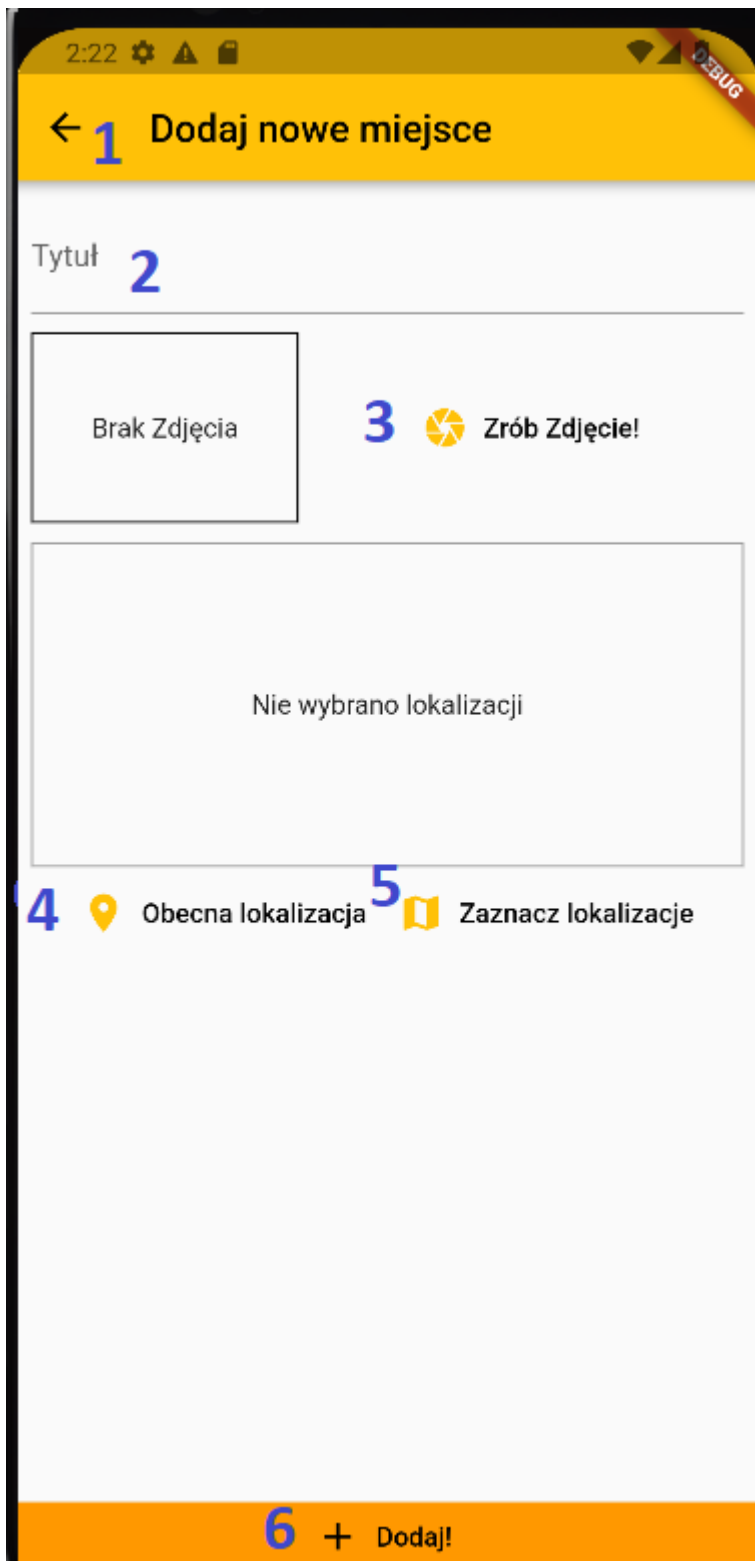 2:22
DEBUG
1 Dodaj nowe miejsce
Tytuł 2
Brak Zdjęcia
3 Zrób Zdjęcie!
Nie wybrano lokalizacji
4 Obecna lokalizacja 5 Zaznacz lokalizacje
6 + Dodaj!